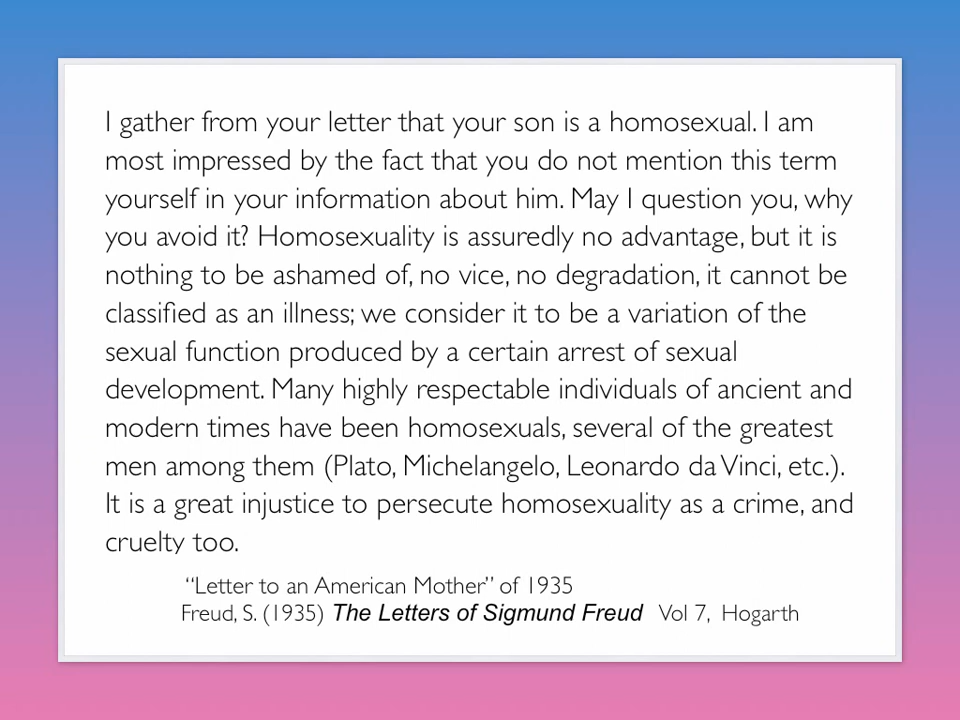 I gather from your letter that your son is a homosexual. I am
most impressed by the fact that you do not mention this term
yourself in your information about him. May I question you, why
you avoid it? Homosexuality is assuredly no advantage, but it is
nothing to be ashamed of, no vice, no degradation, it cannot be
classified as an illness; we consider it to be a variation of the
sexual function produced by a certain arrest of sexual
development. Many highly respectable individuals of ancient and
modern times have been homosexuals, several of the greatest
men among them (Plato, Michelangelo, Leonardo da Vinci, etc.).
It is a great injustice to persecute homosexuality as a crime, and
cruelty too.
“Letter to an American Mother” of 1935
Freud, S. (1935) The Letters of Sigmund Freud Vol 7, Hogarth